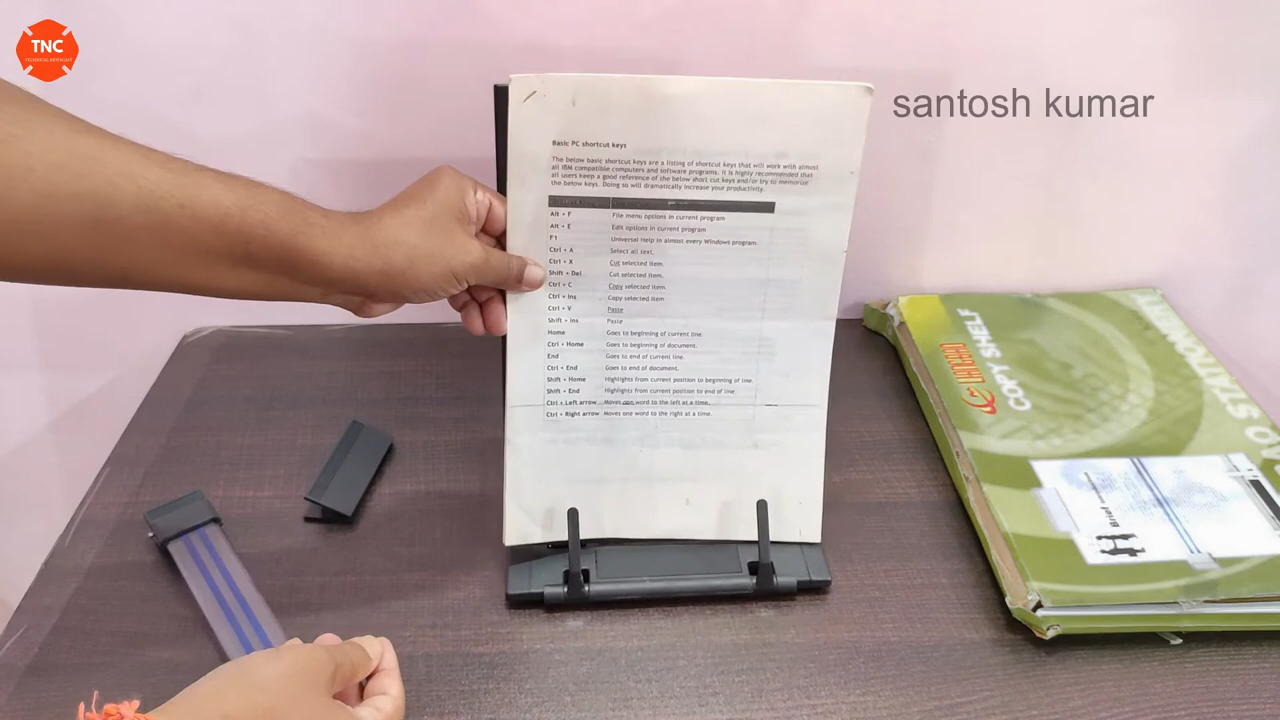 TNC
TECHNICAL REPAIGIRI
santosh kumar
Basic PC shortcut keys
The below basic shortcut keys are a listing of shortcut keys that will work with almost
all IBM compatible computers and software programs. It is highly recommended that
all users keep a good reference of the below short cut keys and/or try to memorize
the below keys. Doing so will dramatically increase your productivity.
Alt + F File menu options in current program
Alt + E Edit options in current program
F1 Universal Help in almost every Windows program.
Ctrl + A Select all text.
Ctrl + X Cut selected item.
Shift + Del Cut selected item.
Ctrl + C Copy selected item.
Ctrl + Ins Copy selected item
Ctrl + V Paste
Shift + Ins Paste
Home Goes to beginning of current line.
Ctrl + Home Goes to beginning of document.
End Goes to end of current line.
Ctrl + End Goes to end of document.
Shift + Home Highlights from current position to beginning of line.
Shift + End Highlights from current position to end of line.
Ctrl + Left arrow Moves one word to the left at a time.
Ctrl + Right arrow Moves one word to the right at a time.
COPY SHELF
STATIONERY
Brief